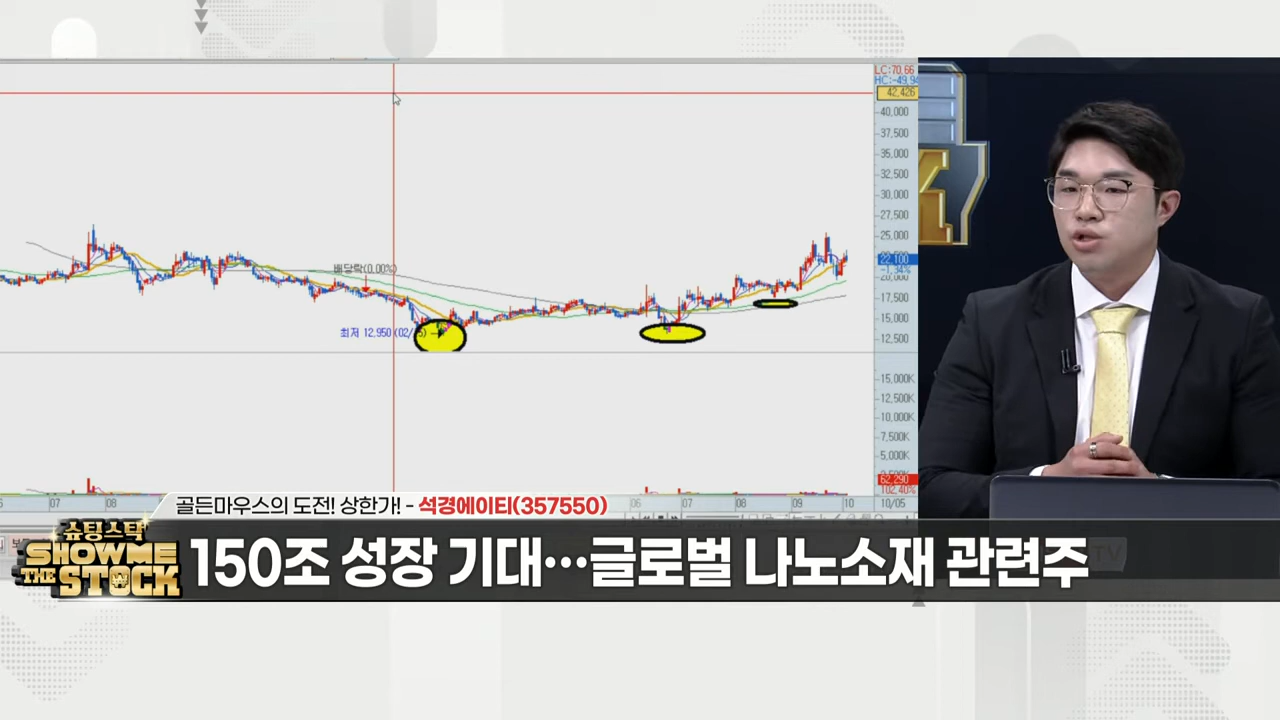 LC:70.66
HC:-49.94
42,426
40,000
37,500
35,000
32,500
30,000
27,500
25,000
22,100
-1.34%
20,000
17,500
15,000
12,500
배당락(0.00%)
최저 12,950 (02/
15,000K
12,500K
10,000K
7,500K
5,000K
62,290
102.40%
07
08
06
07
08
09
10
10/05
골든마우스의 도전! 상한가! - 석경에이티(357550)
슈팅스탁
SHOW ME
THE STOCK
150조 성장 기대…글로벌 나노소재 관련주